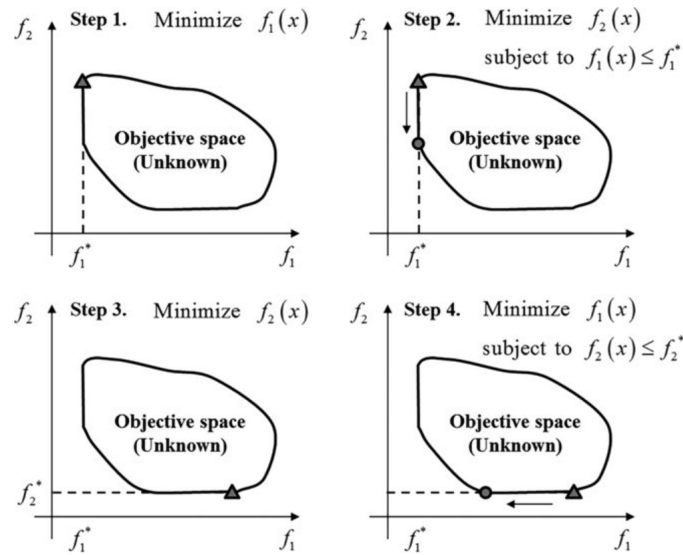 f₂ Step 1. Minimize f₁(x)
Objective space
(Unknown)
f₁* f₁
f₂ Step 2. Minimize f₂(x)
subject to f₁(x) ≤ f₁*
Objective space
(Unknown)
f₁* f₁
f₂ Step 3. Minimize f₂(x)
Objective space
(Unknown)
f₂*
f₁* f₁
f₂ Step 4. Minimize f₁(x)
subject to f₂(x) ≤ f₂*
Objective space
(Unknown)
f₁* f₁